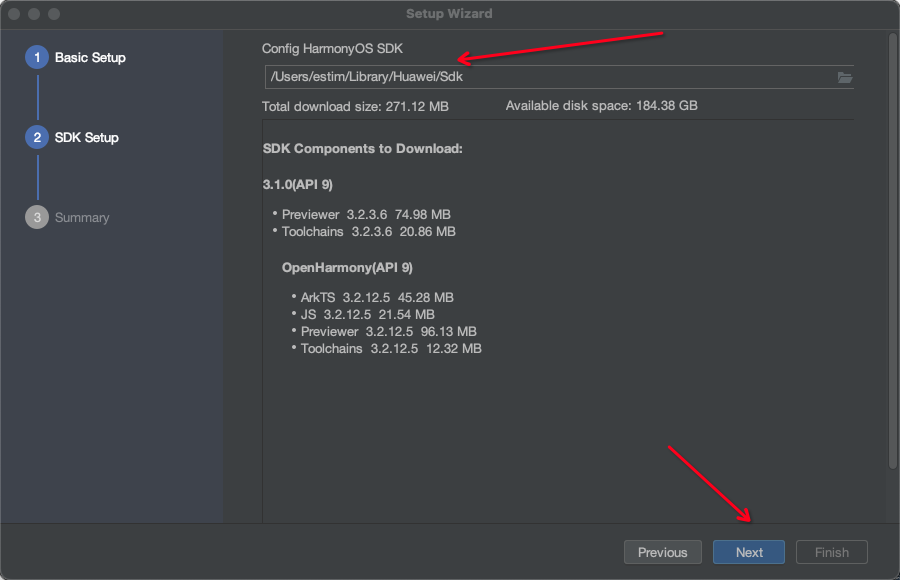 Setup Wizard
1 Basic Setup
2 SDK Setup
3 Summary
Config HarmonyOS SDK
/Users/estim/Library/Huawei/Sdk
Total download size: 271.12 MB Available disk space: 184.38 GB
SDK Components to Download:
3.1.0(API 9)
• Previewer 3.2.3.6 74.98 MB
• Toolchains 3.2.3.6 20.86 MB
OpenHarmony(API 9)
• ArkTS 3.2.12.5 45.28 MB
• JS 3.2.12.5 21.54 MB
• Previewer 3.2.12.5 96.13 MB
• Toolchains 3.2.12.5 12.32 MB
Previous Next Finish